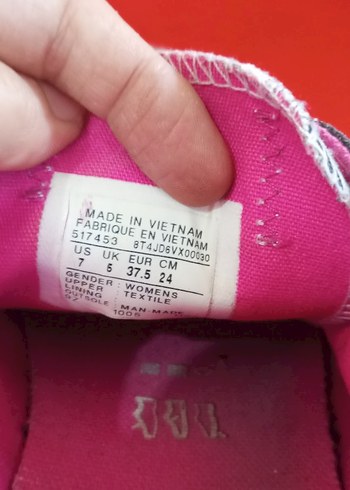 MADE IN VIETNAM
FABRIQUE EN VIETNAM
517453 8T4JD6VX00030
US UK EUR CM
7 5 37.5 24
GENDER WOMENS
UPPER TEXTILE
LINING
OUTSOLE MAN-MADE